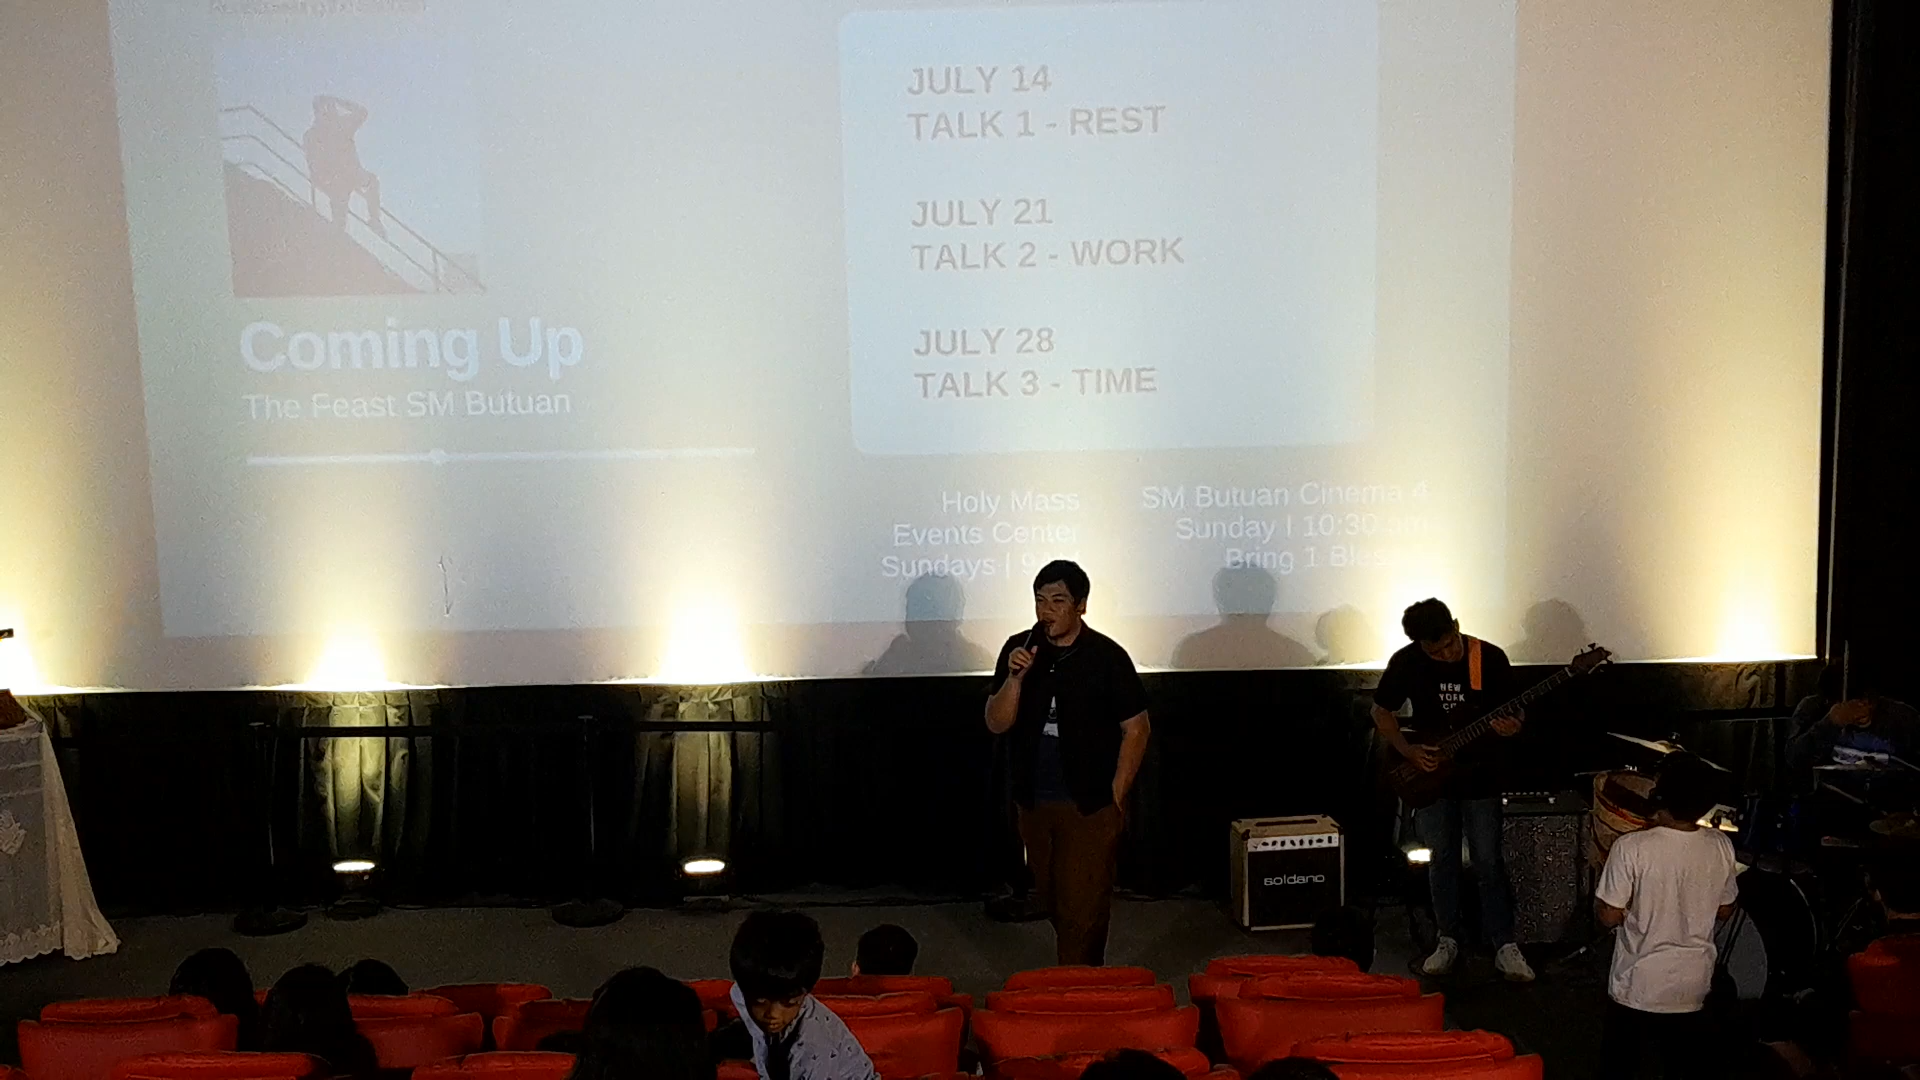 Coming Up
The Feast SM Butuan
JULY 14
TALK 1 - REST
JULY 21
TALK 2 - WORK
JULY 28
TALK 3 - TIME
Holy Mass
Events Center
Sundays | 9
SM Butuan Cinema 4
Sunday | 10:30 am
Bring 1
NEW
YORK
soldano